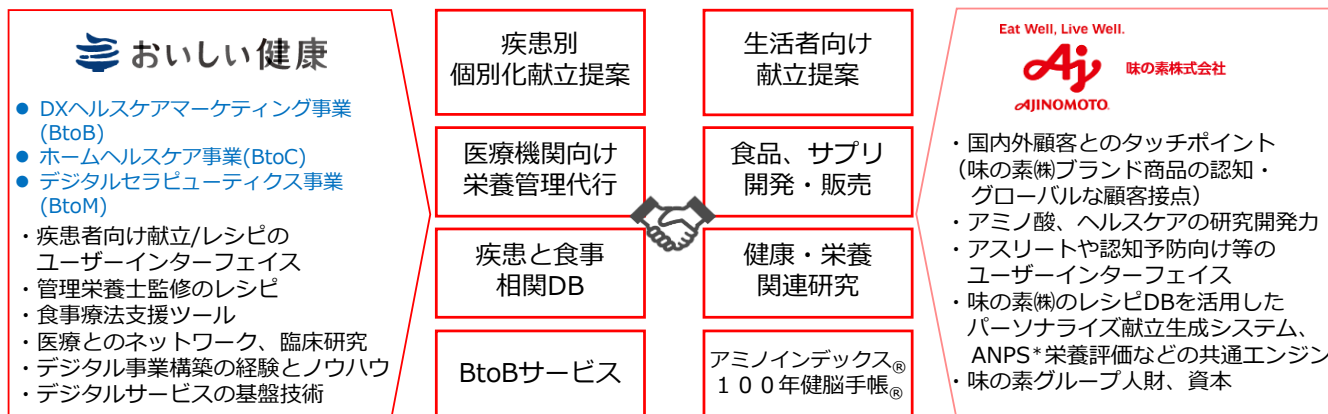 おいしい健康
● DXヘルスケアマーケティング事業
(BtoB)
● ホームヘルスケア事業(BtoC)
● デジタルセラピューティクス事業
(BtoM)
・疾患者向け献立/レシピの
ユーザーインターフェイス
・管理栄養士監修のレシピ
・食事療法支援ツール
・医療とのネットワーク、臨床研究
・デジタル事業構築の経験とノウハウ
・デジタルサービスの基盤技術
疾患別
個別化献立提案
生活者向け
献立提案
医療機関向け
栄養管理代行
食品、サプリ
開発・販売
疾患と食事
相関DB
健康・栄養
関連研究
BtoBサービス
アミノインデックス®
１００年健脳手帳®
Eat Well, Live Well.
AJINOMOTO
味の素株式会社
・国内外顧客とのタッチポイント
（味の素㈱ブランド商品の認知・
グローバルな顧客接点）
・アミノ酸、ヘルスケアの研究開発力
・アスリートや認知予防向け等の
ユーザーインターフェイス
・味の素㈱のレシピDBを活用した
パーソナライズ献立生成システム、
ANPS*栄養評価などの共通エンジン
・味の素グループ人財、資本